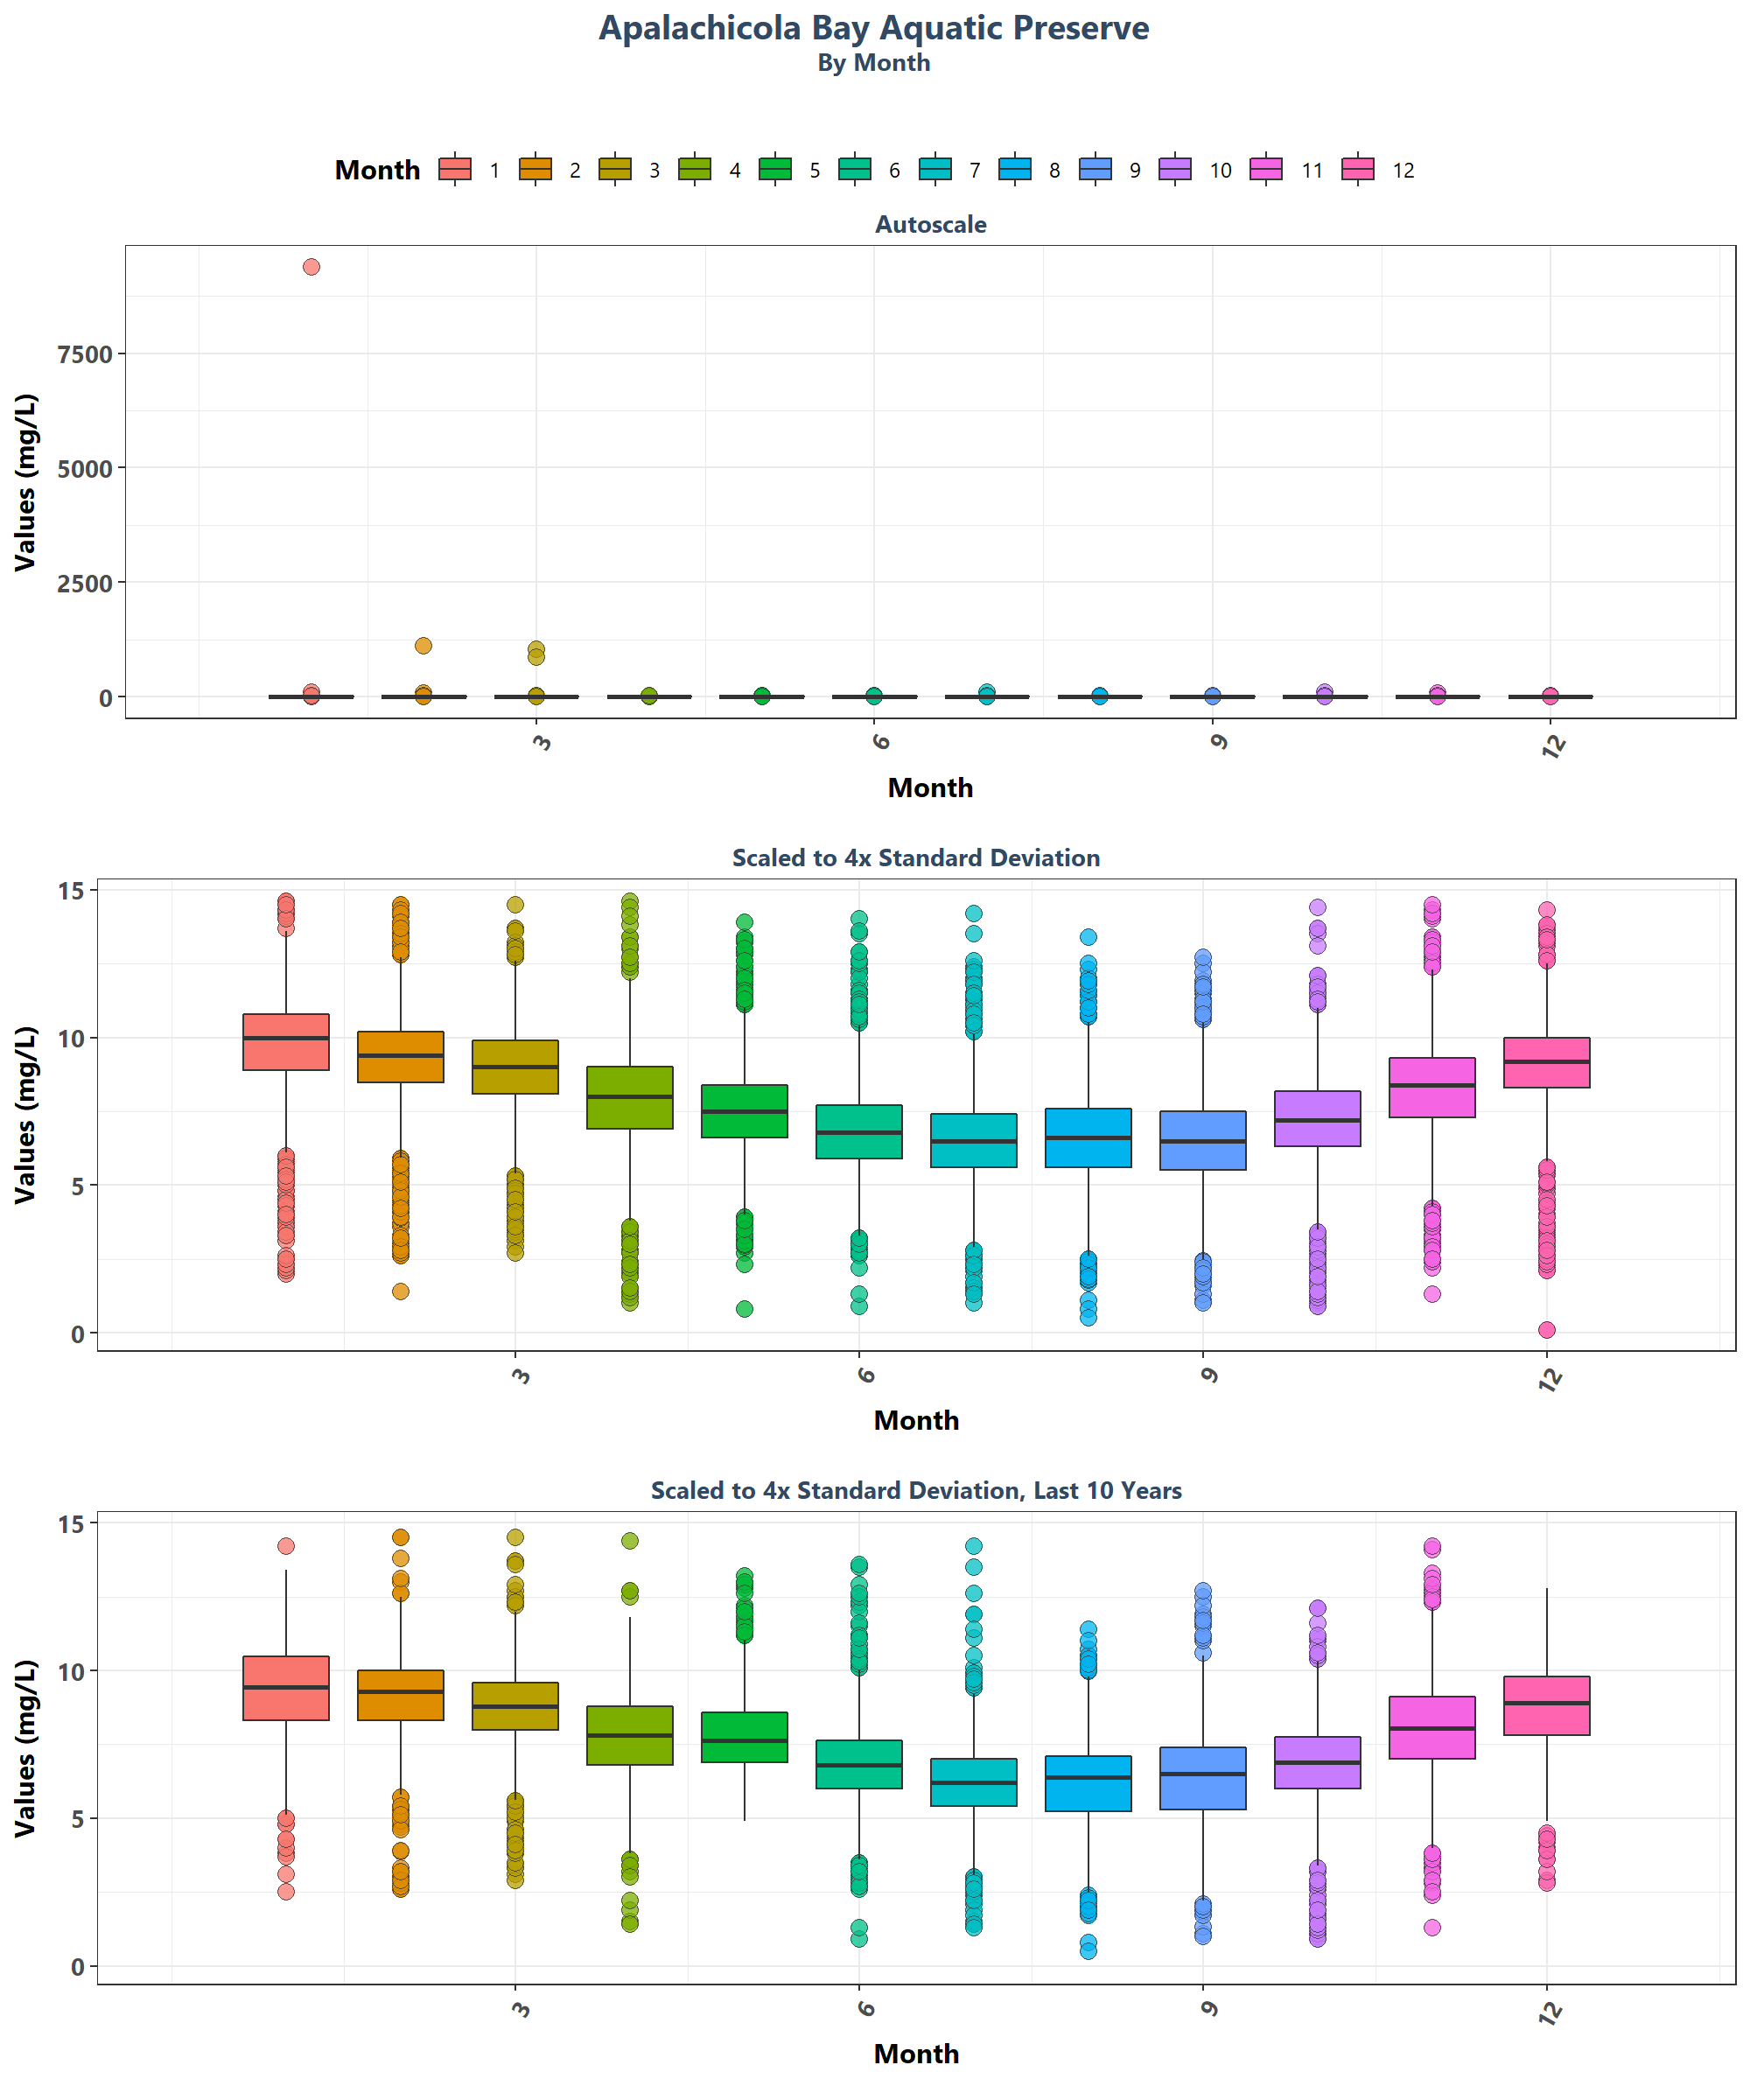 Apalachicola Bay Aquatic Preserve
By Month
Month 1 2 3 4 5 6 7 8 9 10 11 12
Autoscale
Values (mg/L)
7500
5000
2500
0
3 6 9 12
Month
Scaled to 4x Standard Deviation
Values (mg/L)
15
10
5
0
3 6 9 12
Month
Scaled to 4x Standard Deviation, Last 10 Years
Values (mg/L)
15
10
5
0
3 6 9 12
Month